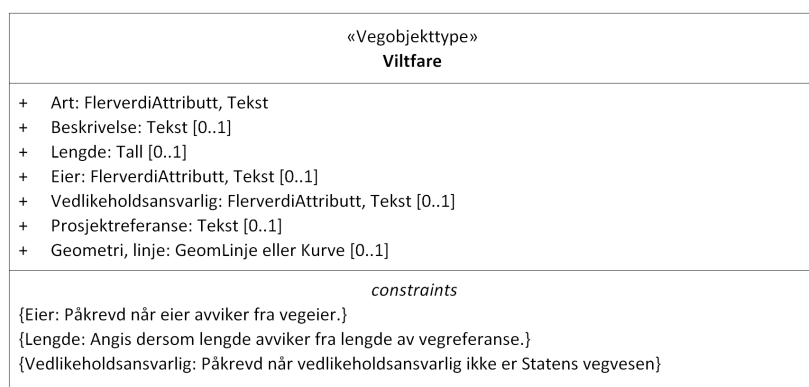 «Vegobjekttype»
Viltfare
+ Art: FlerverdiAttributt, Tekst
+ Beskrivelse: Tekst [0..1]
+ Lengde: Tall [0..1]
+ Eier: FlerverdiAttributt, Tekst [0..1]
+ Vedlikeholdsansvarlig: FlerverdiAttributt, Tekst [0..1]
+ Prosjektreferanse: Tekst [0..1]
+ Geometri, linje: GeomLinje eller Kurve [0..1]
constraints
{Eier: Påkrevd når eier avviker fra vegeier.}
{Lengde: Angis dersom lengde avviker fra lengde av vegreferanse.}
{Vedlikeholdsansvarlig: Påkrevd når vedlikeholdsansvarlig ikke er Statens vegvesen}